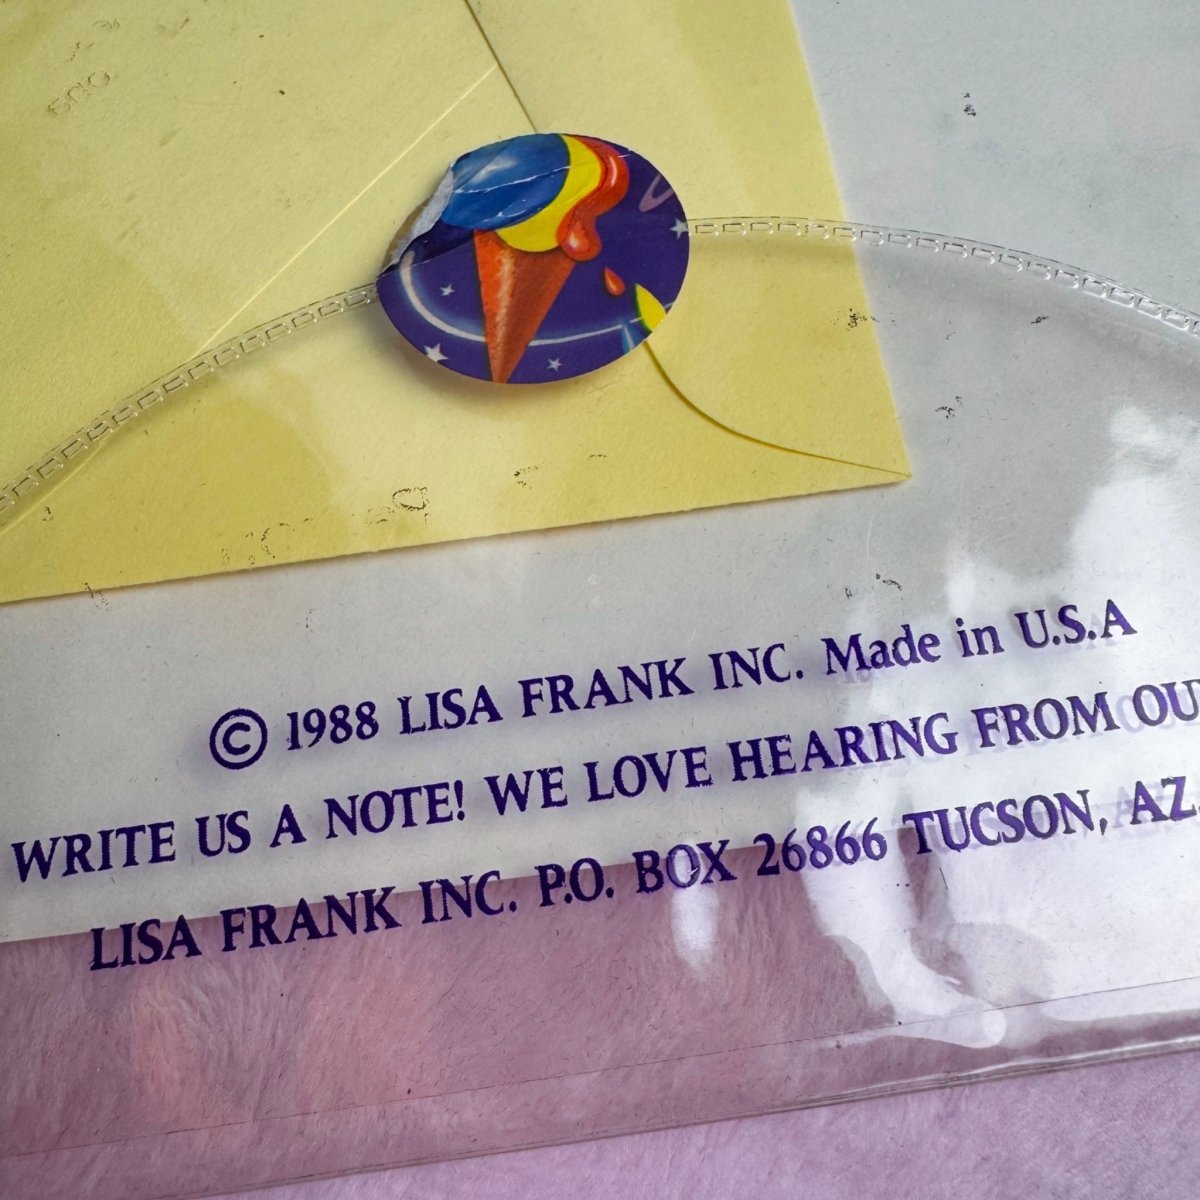 © 1988 LISA FRANK INC. Made in U.S.A
WRITE US A NOTE! WE LOVE HEARING FROM OU
LISA FRANK INC. P.O. BOX 26866 TUCSON, AZ.